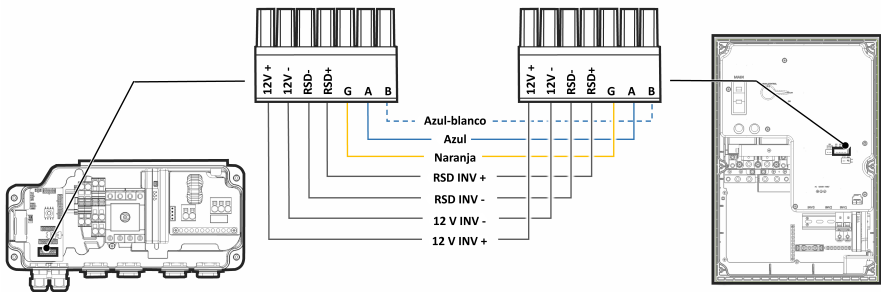 12V + 12V - RSD- RSD+ G A B
12V + 12V - RSD- RSD+ G A B
Azul-blanco
Azul
Naranja
RSD INV +
RSD INV -
12 V INV -
12 V INV +